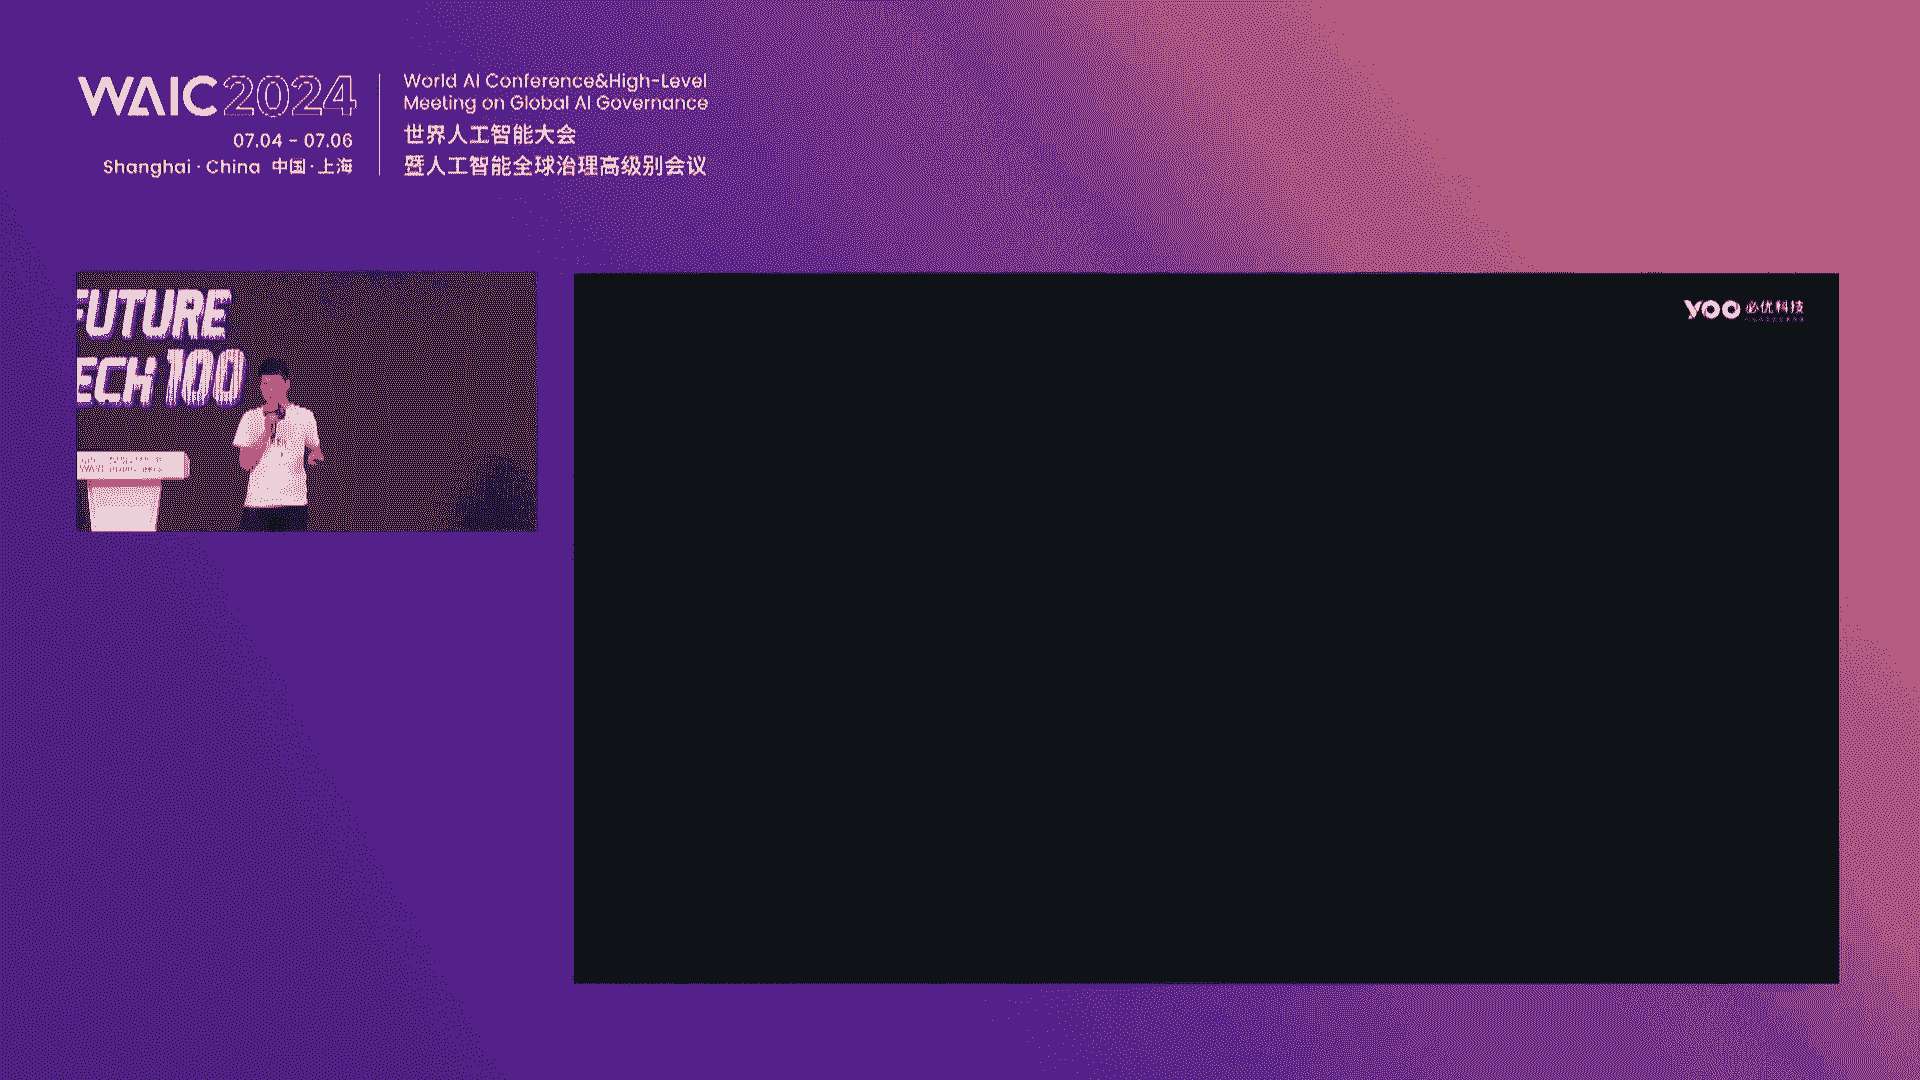 WAIC 2024
07.04 - 07.06
Shanghai · China 中国·上海
World AI Conference&High-Level
Meeting on Global AI Governance
世界人工智能大会
暨人工智能全球治理高级别会议
FUTURE
ECH 100
YOO 必优科技